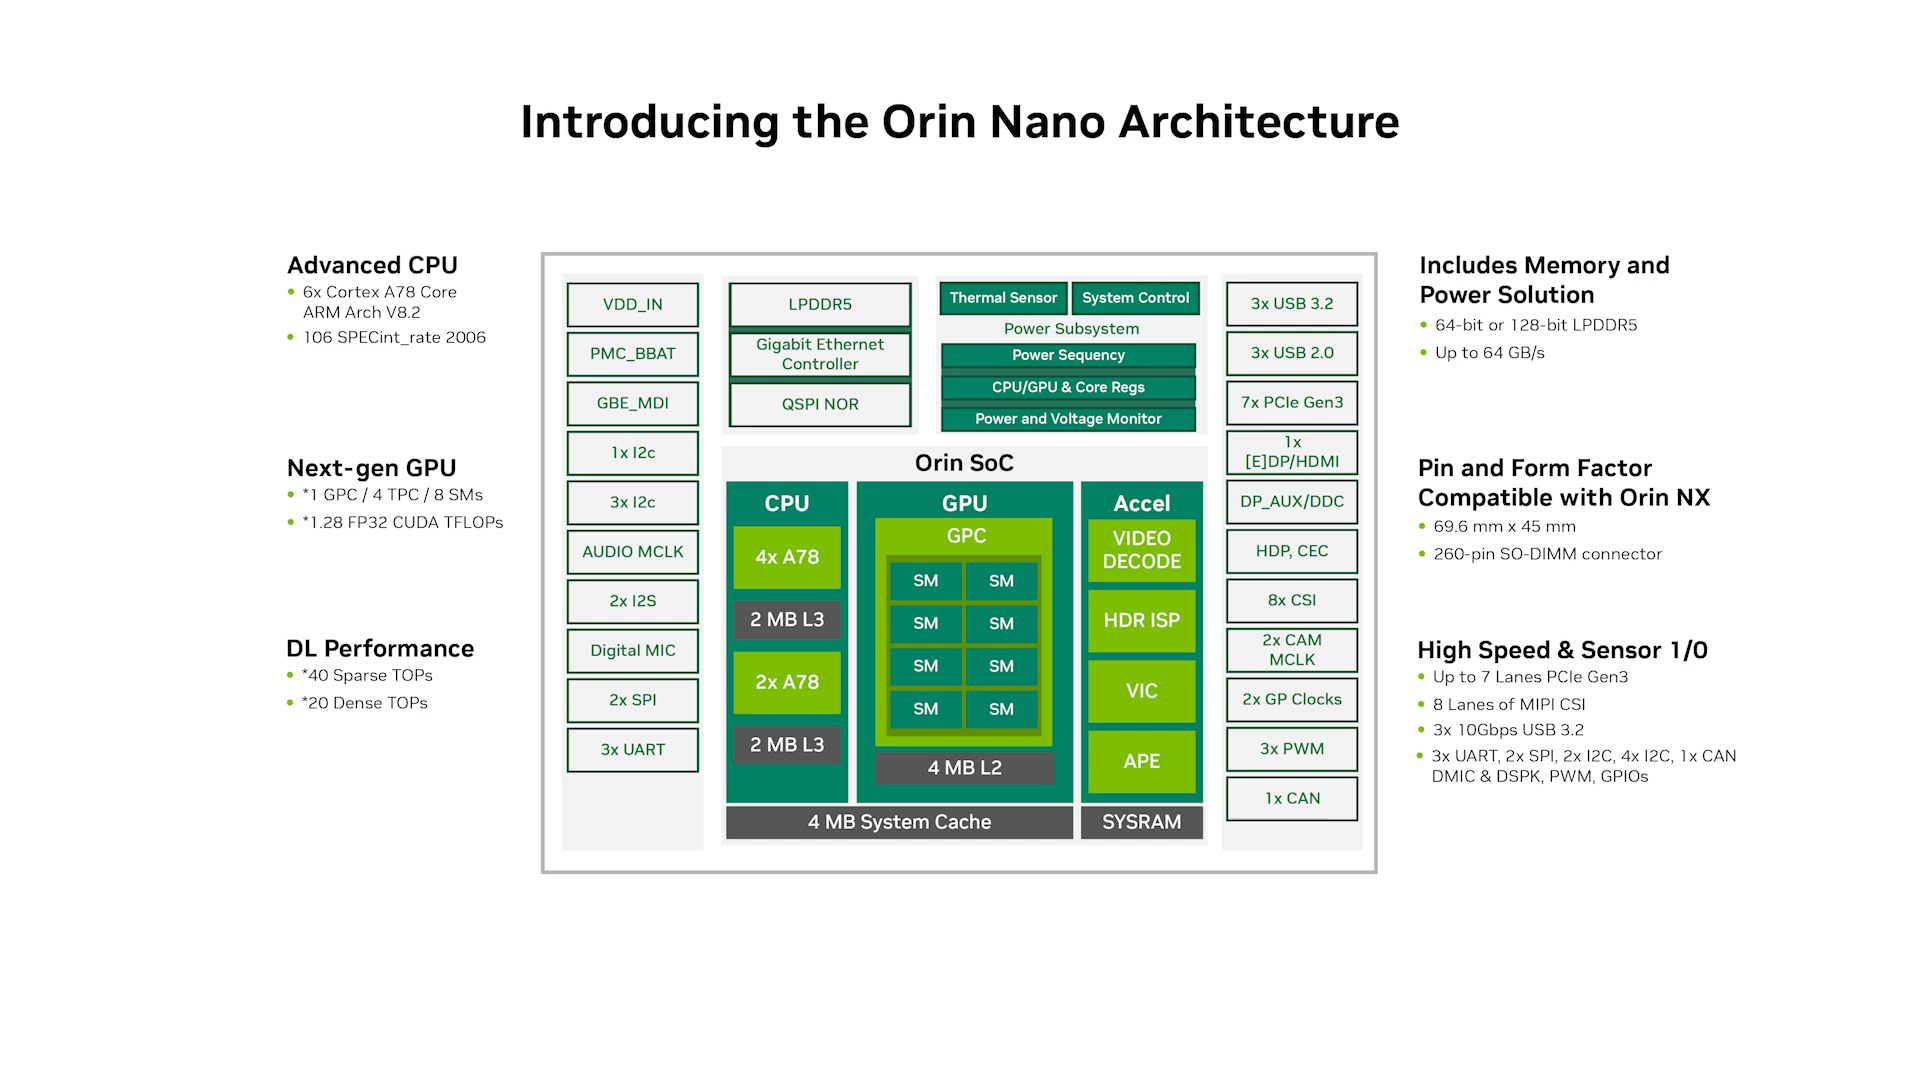 Introducing the Orin Nano Architecture
Advanced CPU
6x Cortex A78 Core
ARM Arch V8.2
106 SPECint_rate 2006
Next-gen GPU
*1 GPC / 4 TPC / 8 SMs
*1.28 FP32 CUDA TFLOPs
DL Performance
*40 Sparse TOPs
*20 Dense TOPs
VDD_IN
PMC_BBAT
GBE_MDI
1x I2c
3x I2c
AUDIO MCLK
2x I2S
Digital MIC
2x SPI
3x UART
LPDDR5
Gigabit Ethernet
Controller
QSPI NOR
Thermal Sensor
System Control
Power Subsystem
Power Sequency
CPU/GPU & Core Regs
Power and Voltage Monitor
Orin SoC
CPU
4x A78
2 MB L3
2x A78
2 MB L3
GPU
GPC
SM SM
SM SM
SM SM
SM SM
4 MB L2
Accel
VIDEO
DECODE
HDR ISP
VIC
APE
4 MB System Cache
SYSRAM
3x USB 3.2
3x USB 2.0
7x PCIe Gen3
1x
[E]DP/HDMI
DP_AUX/DDC
HDP, CEC
8x CSI
2x CAM
MCLK
2x GP Clocks
3x PWM
1x CAN
Includes Memory and
Power Solution
64-bit or 128-bit LPDDR5
Up to 64 GB/s
Pin and Form Factor
Compatible with Orin NX
69.6 mm x 45 mm
260-pin SO-DIMM connector
High Speed & Sensor 1/0
Up to 7 Lanes PCIe Gen3
8 Lanes of MIPI CSI
3x 10Gbps USB 3.2
3x UART, 2x SPI, 2x I2C, 4x I2C, 1x CAN
DMIC & DSPK, PWM, GPIOs